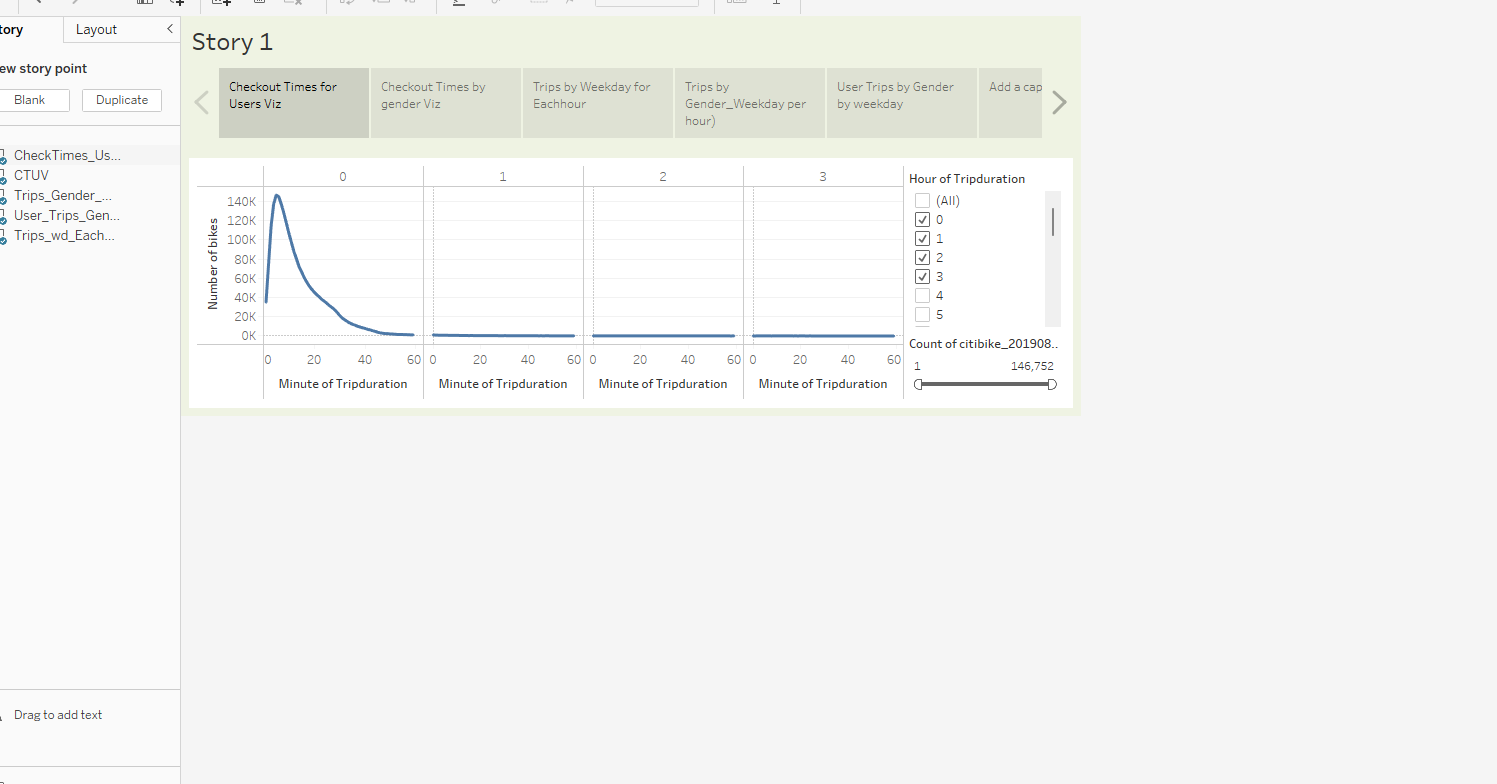 tory
Layout
ew story point
Blank
Duplicate
CheckTimes_Us...
CTUV
Trips_Gender_...
User_Trips_Gen...
Trips_wd_Each...
Drag to add text
Story 1
Checkout Times for
Users Viz
Checkout Times by
gender Viz
Trips by Weekday for
Eachhour
Trips by
Gender_Weekday per
hour)
User Trips by Gender
by weekday
Add a cap
0 1 2 3
Number of bikes
140K
120K
100K
80K
60K
40K
20K
0K
0 20 40 60 0 20 40 60 0 20 40 60 0 20 40 60
Minute of Tripduration Minute of Tripduration Minute of Tripduration Minute of Tripduration
Hour of Tripduration
(All)
0
1
2
3
4
5
Count of citibike_201908..
1 146,752